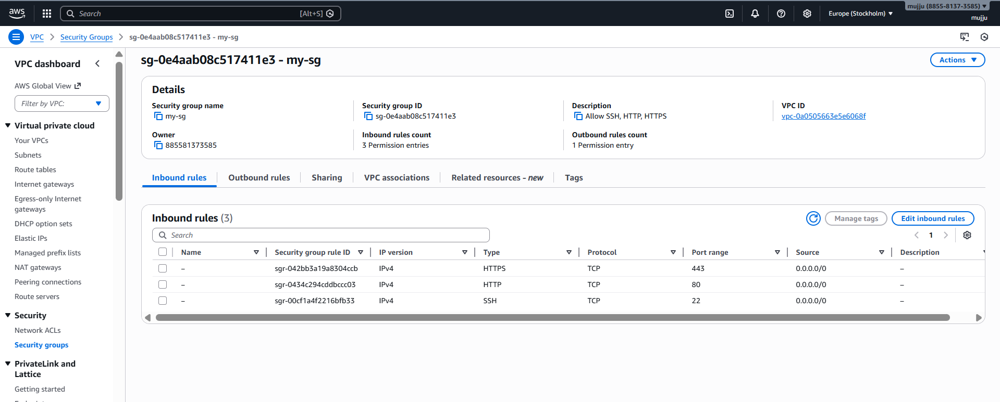 aws
Search [Alt+S]
Europe (Stockholm)
mujju (8855-8137-3585)
mujju
VPC
Security Groups
sg-0e4aab08c517411e3 - my-sg
VPC dashboard
AWS Global View
Filter by VPC:
Virtual private cloud
Your VPCs
Subnets
Route tables
Internet gateways
Egress-only Internet
gateways
DHCP option sets
Elastic IPs
Managed prefix lists
NAT gateways
Peering connections
Route servers
Security
Network ACLs
Security groups
PrivateLink and
Lattice
Getting started
sg-0e4aab08c517411e3 - my-sg
Actions
Details
Security group name
my-sg
Security group ID
sg-0e4aab08c517411e3
Description
Allow SSH, HTTP, HTTPS
VPC ID
vpc-0a0505663e5e6068f
Owner
885581373585
Inbound rules count
3 Permission entries
Outbound rules count
1 Permission entry
Inbound rules
Outbound rules
Sharing
VPC associations
Related resources - new
Tags
Inbound rules (3)
Manage tags
Edit inbound rules
Search
1
Name Security group rule ID IP version Type Protocol Port range Source Description
– sgr-042bb3a19a8304ccb IPv4 HTTPS TCP 443 0.0.0.0/0 –
– sgr-0434c294cddbccc03 IPv4 HTTP TCP 80 0.0.0.0/0 –
– sgr-00cf1a4f2216bfb33 IPv4 SSH TCP 22 0.0.0.0/0 –